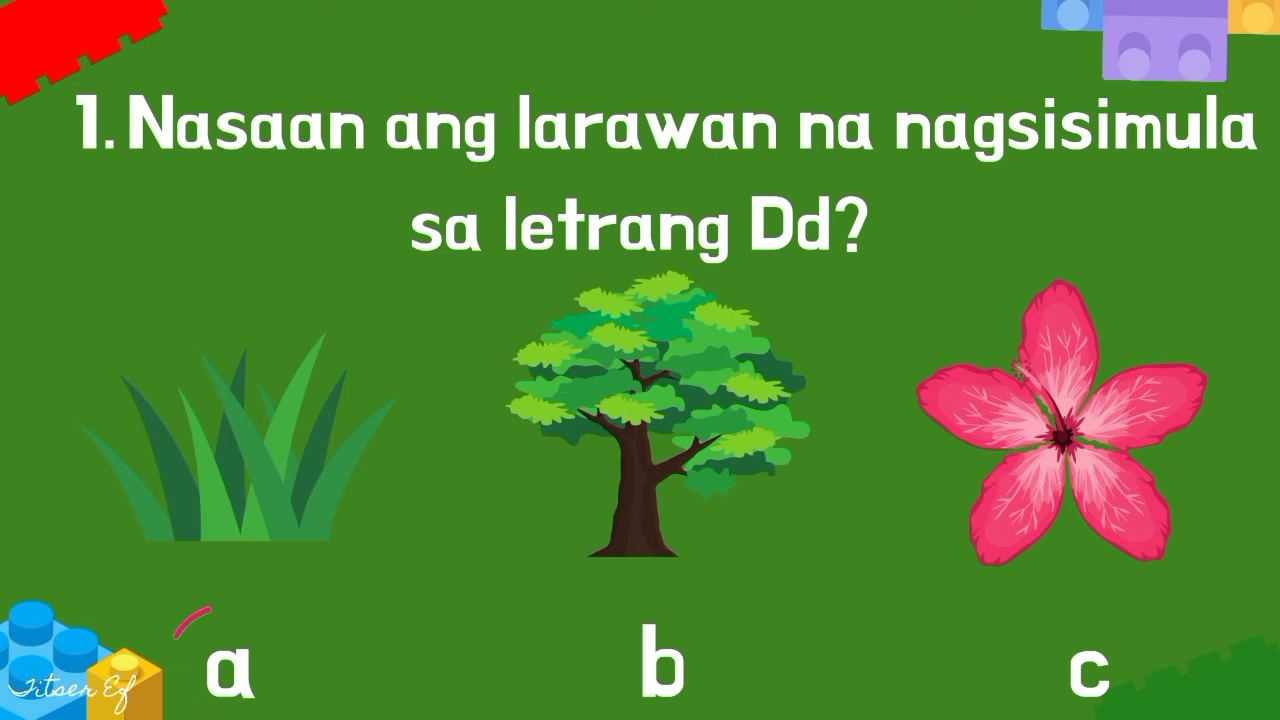 1. Nasaan ang larawan na nagsisimula
sa letrang Dd?
a
b
c
Titser Ef